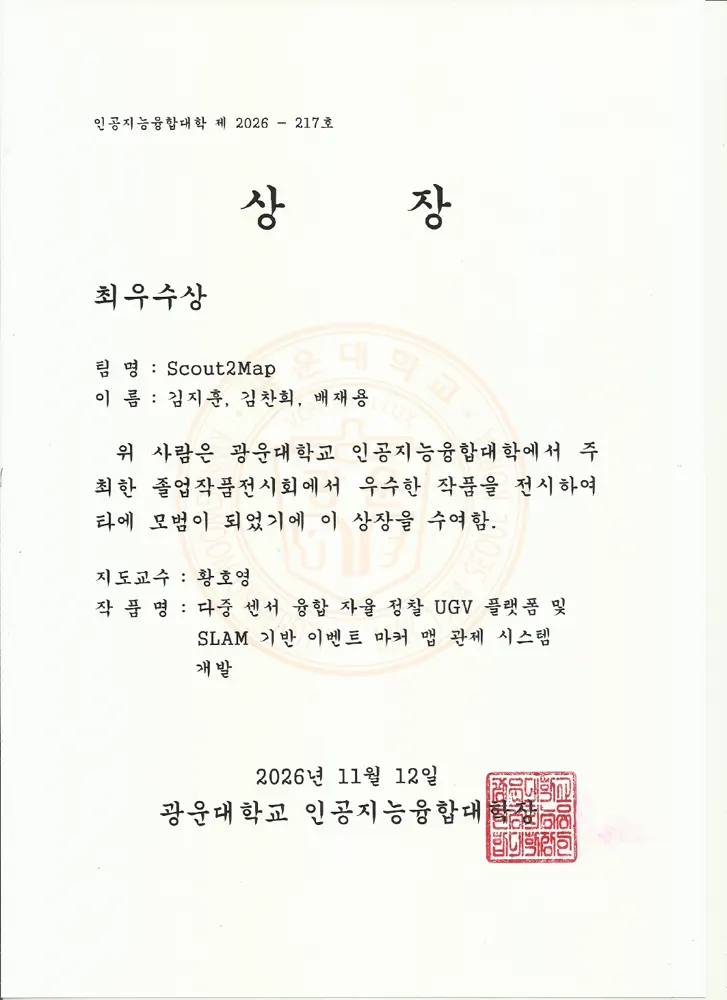 인공지능융합대학 제 2026 - 217호
상 장
최우수상
팀 명 : Scout2Map
이 름 : 김지훈, 김찬희, 배재용
위 사람은 광운대학교 인공지능융합대학에서 주
최한 졸업작품전시회에서 우수한 작품을 전시하여
타에 모범이 되었기에 이 상장을 수여함.
지도교수 : 황호영
작 품 명 : 다중 센서 융합 자율 정찰 UGV 플랫폼 및
SLAM 기반 이벤트 마커 맵 관제 시스템
개발
2026년 11월 12일
광운대학교 인공지능융합대학장